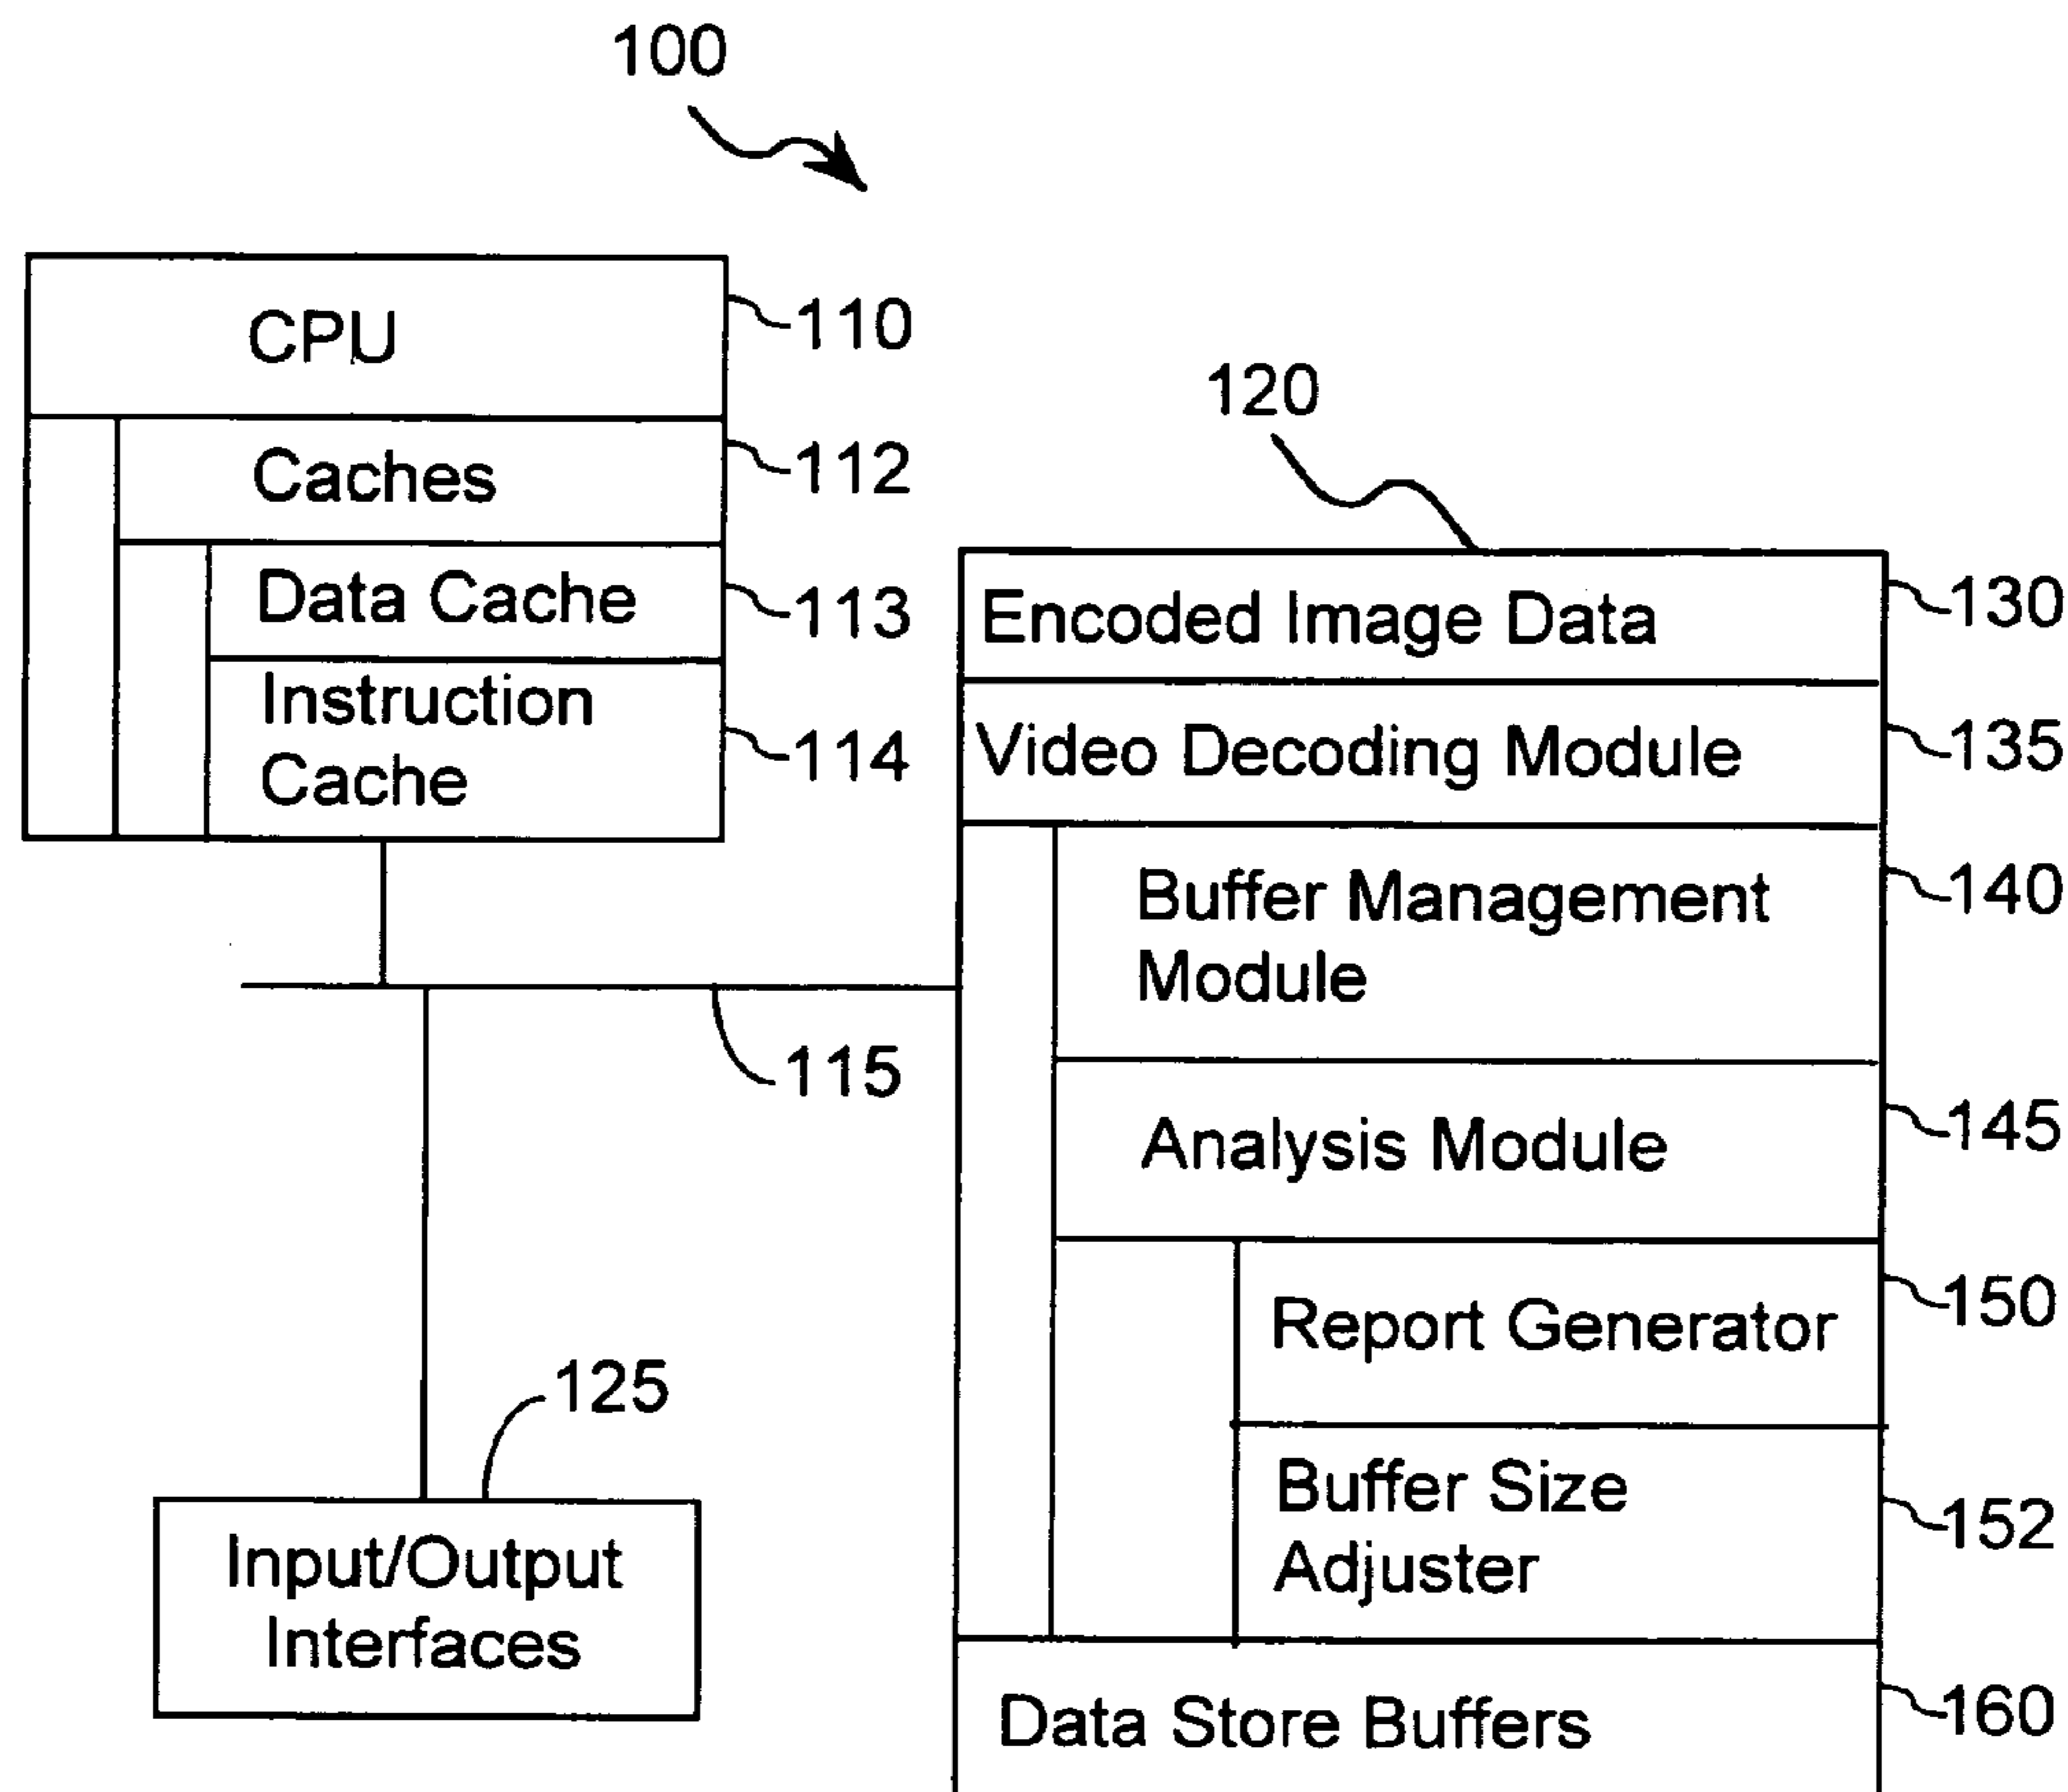 100
CPU
110
Caches
112
Data Cache
113
Instruction
Cache
114
115
120
Encoded Image Data
130
Video Decoding Module
135
Buffer Management
Module
140
Analysis Module
145
Report Generator
150
Buffer Size
Adjuster
152
Data Store Buffers
160
125
Input/Output
Interfaces